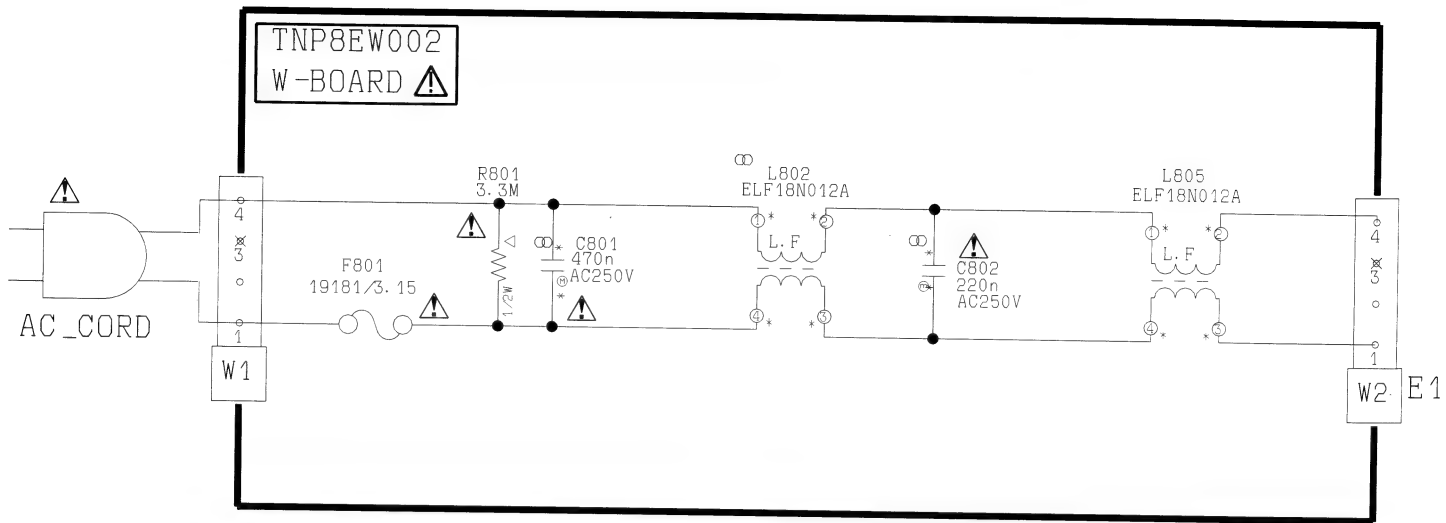 TNP8EW002
W-BOARD
AC_CORD
4
3
1
W1
F801
19181/3.15
R801
3.3M
1/2W
C801
470n
AC250V
M
L802
ELF18N012A
1
2
L.F
4
3
C802
220n
AC250V
L805
ELF18N012A
1
2
L.F
4
3
4
3
1
W2
E1